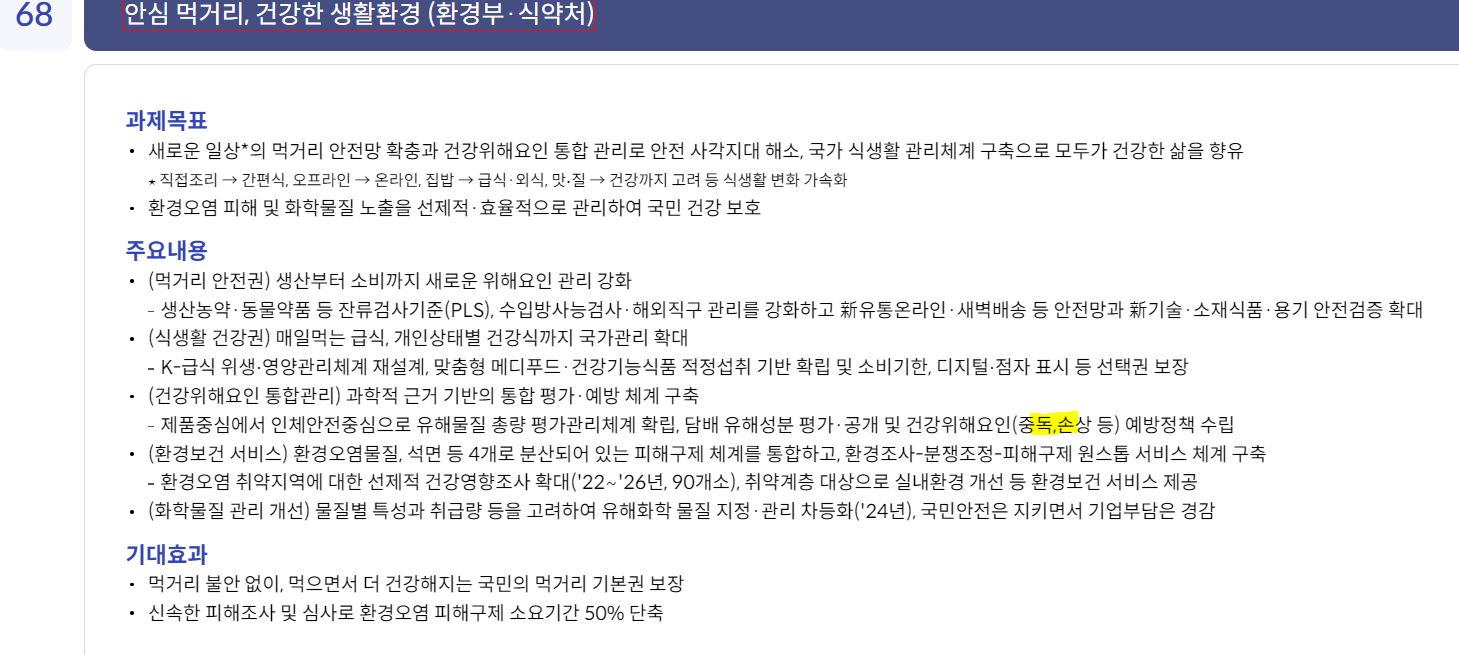 68
안심 먹거리, 건강한 생활환경 (환경부·식약처)
과제목표
• 새로운 일상*의 먹거리 안전망 확충과 건강위해요인 통합 관리로 안전 사각지대 해소, 국가 식생활 관리체계 구축으로 모두가 건강한 삶을 향유
* 직접조리 → 간편식, 오프라인 → 온라인, 집밥 → 급식·외식, 맛·질 → 건강까지 고려 등 식생활 변화 가속화
• 환경오염 피해 및 화학물질 노출을 선제적·효율적으로 관리하여 국민 건강 보호
주요내용
• (먹거리 안전권) 생산부터 소비까지 새로운 위해요인 관리 강화
- 생산농약·동물약품 등 잔류검사기준(PLS), 수입방사능검사·해외직구 관리를 강화하고 新유통온라인·새벽배송 등 안전망과 新기술·소재식품·용기 안전검증 확대
• (식생활 건강권) 매일먹는 급식, 개인상태별 건강식까지 국가관리 확대
- K-급식 위생·영양관리체계 재설계, 맞춤형 메디푸드·건강기능식품 적정섭취 기반 확립 및 소비기한, 디지털·점자 표시 등 선택권 보장
• (건강위해요인 통합관리) 과학적 근거 기반의 통합 평가·예방 체계 구축
- 제품중심에서 인체안전중심으로 유해물질 총량 평가관리체계 확립, 담배 유해성분 평가·공개 및 건강위해요인(중독,손상 등) 예방정책 수립
• (환경보건 서비스) 환경오염물질, 석면 등 4개로 분산되어 있는 피해구제 체계를 통합하고, 환경조사-분쟁조정-피해구제 원스톱 서비스 체계 구축
- 환경오염 취약지역에 대한 선제적 건강영향조사 확대('22~'26년, 90개소), 취약계층 대상으로 실내환경 개선 등 환경보건 서비스 제공
• (화학물질 관리 개선) 물질별 특성과 취급량 등을 고려하여 유해화학 물질 지정·관리 차등화('24년), 국민안전은 지키면서 기업부담은 경감
기대효과
• 먹거리 불안 없이, 먹으면서 더 건강해지는 국민의 먹거리 기본권 보장
• 신속한 피해조사 및 심사로 환경오염 피해구제 소요기간 50% 단축